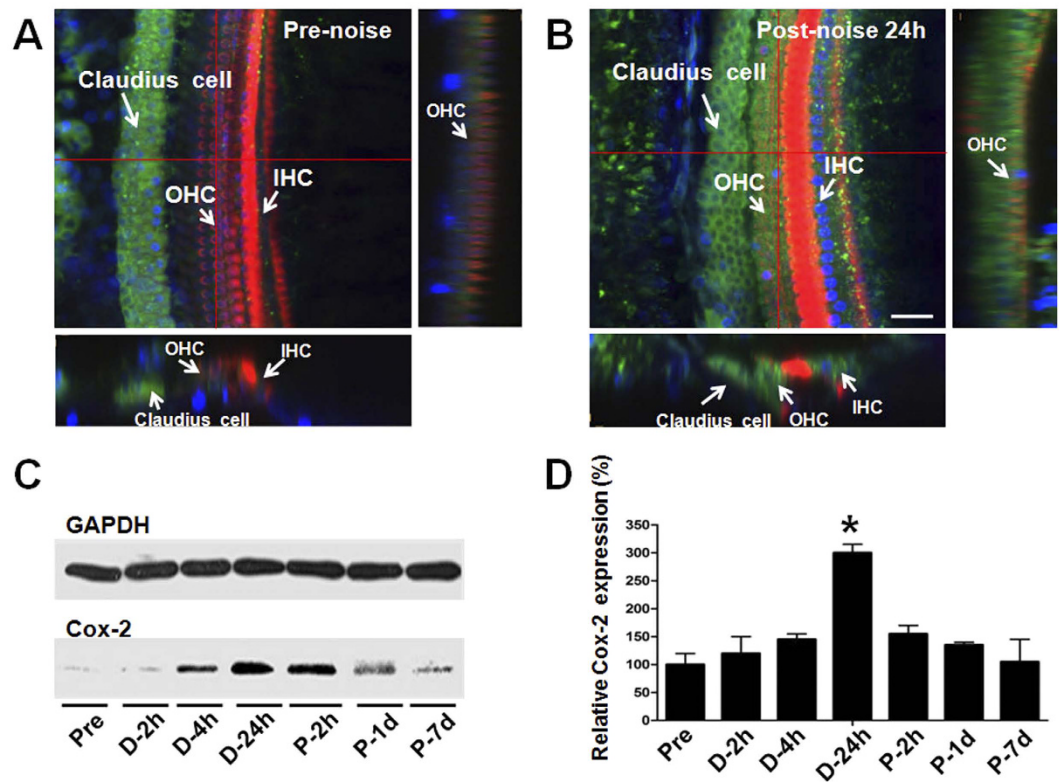 A
Pre-noise
Claudius cell
OHC
IHC
OHC
OHC
IHC
Claudius cell
B
Post-noise 24h
Claudius cell
OHC
IHC
OHC
Claudius cell
OHC
IHC
C
GAPDH
Cox-2
Pre
D-2h
D-4h
D-24h
P-2h
P-1d
P-7d
D
Relative Cox-2 expression (%)
350
300
250
200
150
100
50
0
*
Pre
D-2h
D-4h
D-24h
P-2h
P-1d
P-7d